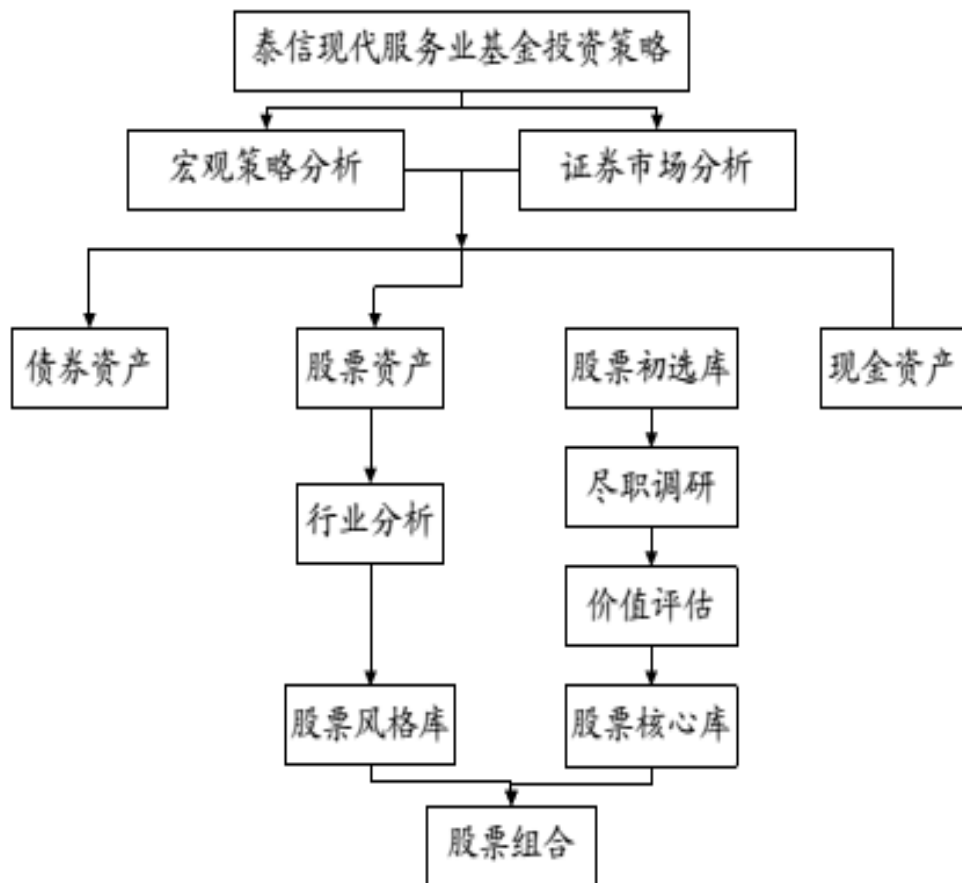 泰信现代服务业基金投资策略
宏观策略分析
证券市场分析
债券资产
股票资产
股票初选库
现金资产
尽职调研
行业分析
价值评估
股票风格库
股票核心库
股票组合